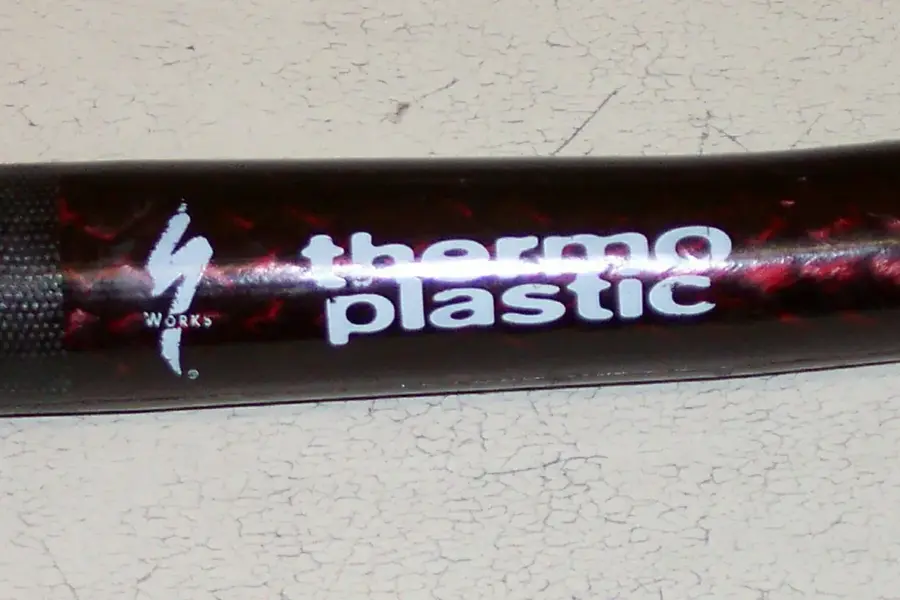 WORKS
thermo
plastic
®